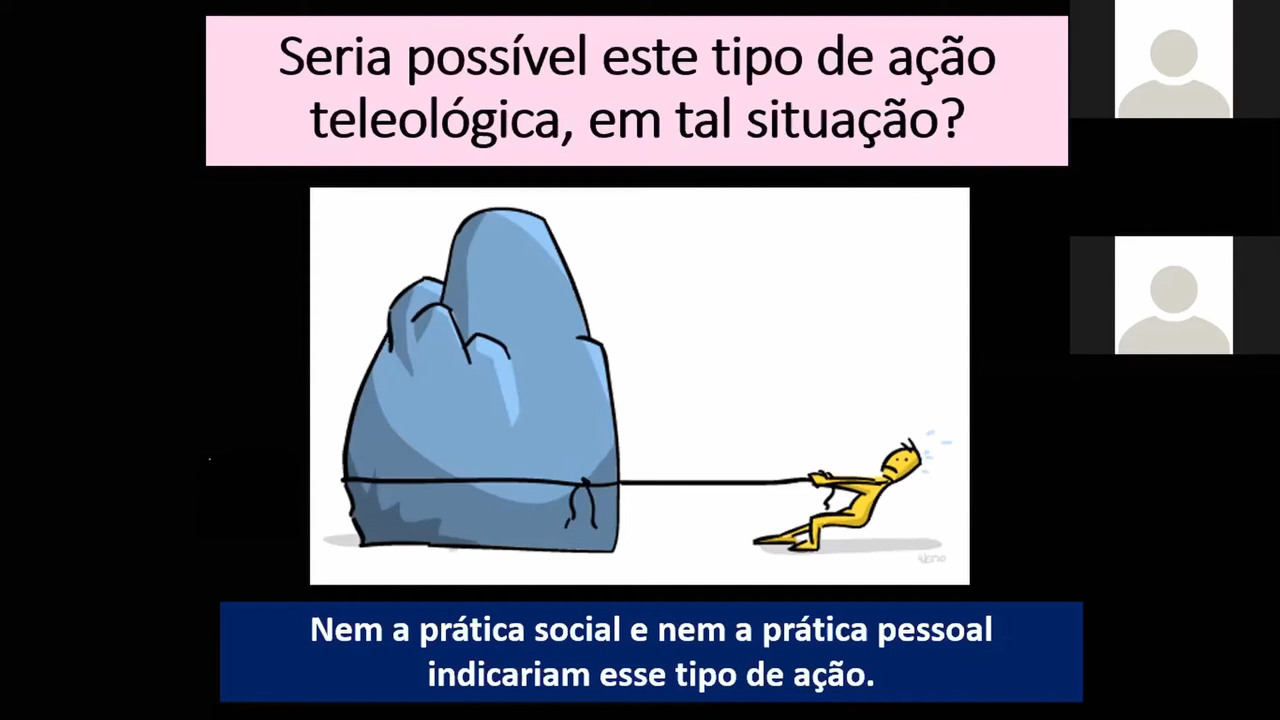 Seria possível este tipo de ação
teleológica, em tal situação?
Nem a prática social e nem a prática pessoal
indicariam esse tipo de ação.